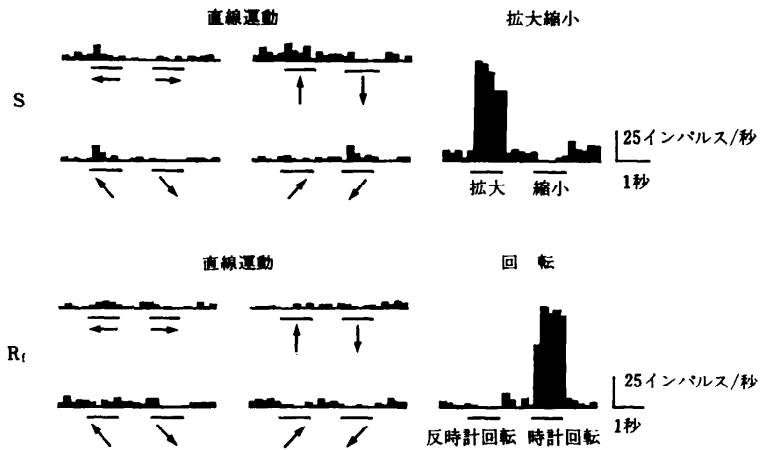 直線運動
拡大縮小
S
25インパルス/秒
1秒
拡大
縮小
直線運動
回 転
Rf
25インパルス/秒
1秒
反時計回転
時計回転